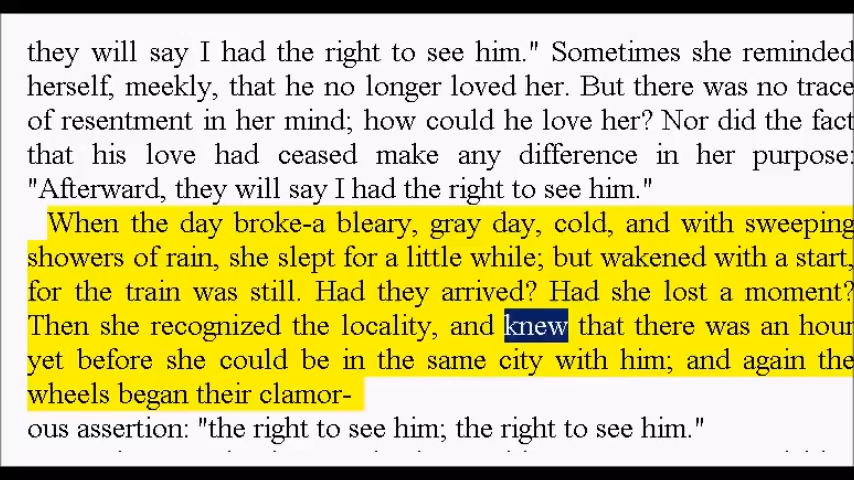 they will say I had the right to see him." Sometimes she reminded
herself, meekly, that he no longer loved her. But there was no trace
of resentment in her mind; how could he love her? Nor did the fact
that his love had ceased make any difference in her purpose:
"Afterward, they will say I had the right to see him."
When the day broke-a bleary, gray day, cold, and with sweeping
showers of rain, she slept for a little while; but wakened with a start,
for the train was still. Had they arrived? Had she lost a moment?
Then she recognized the locality, and knew that there was an hour
yet before she could be in the same city with him; and again the
wheels began their clamor-
ous assertion: "the right to see him; the right to see him."